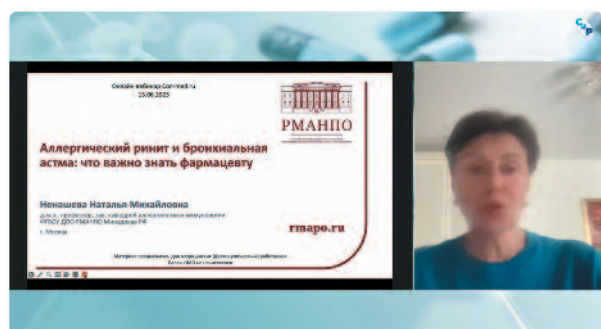 Онлайн вебинар Con-med.ru
15.06.2023
РМАНПО
Аллергический ринит и бронхиальная
астма: что важно знать фармацевту
Ненашева Наталья Михайловна
д.м.н., профессор, зав. кафедрой аллергологии и иммунологии
ФГБОУ ДПО РМАНПО Минздрава РФ
г. Москва
rmapo.ru